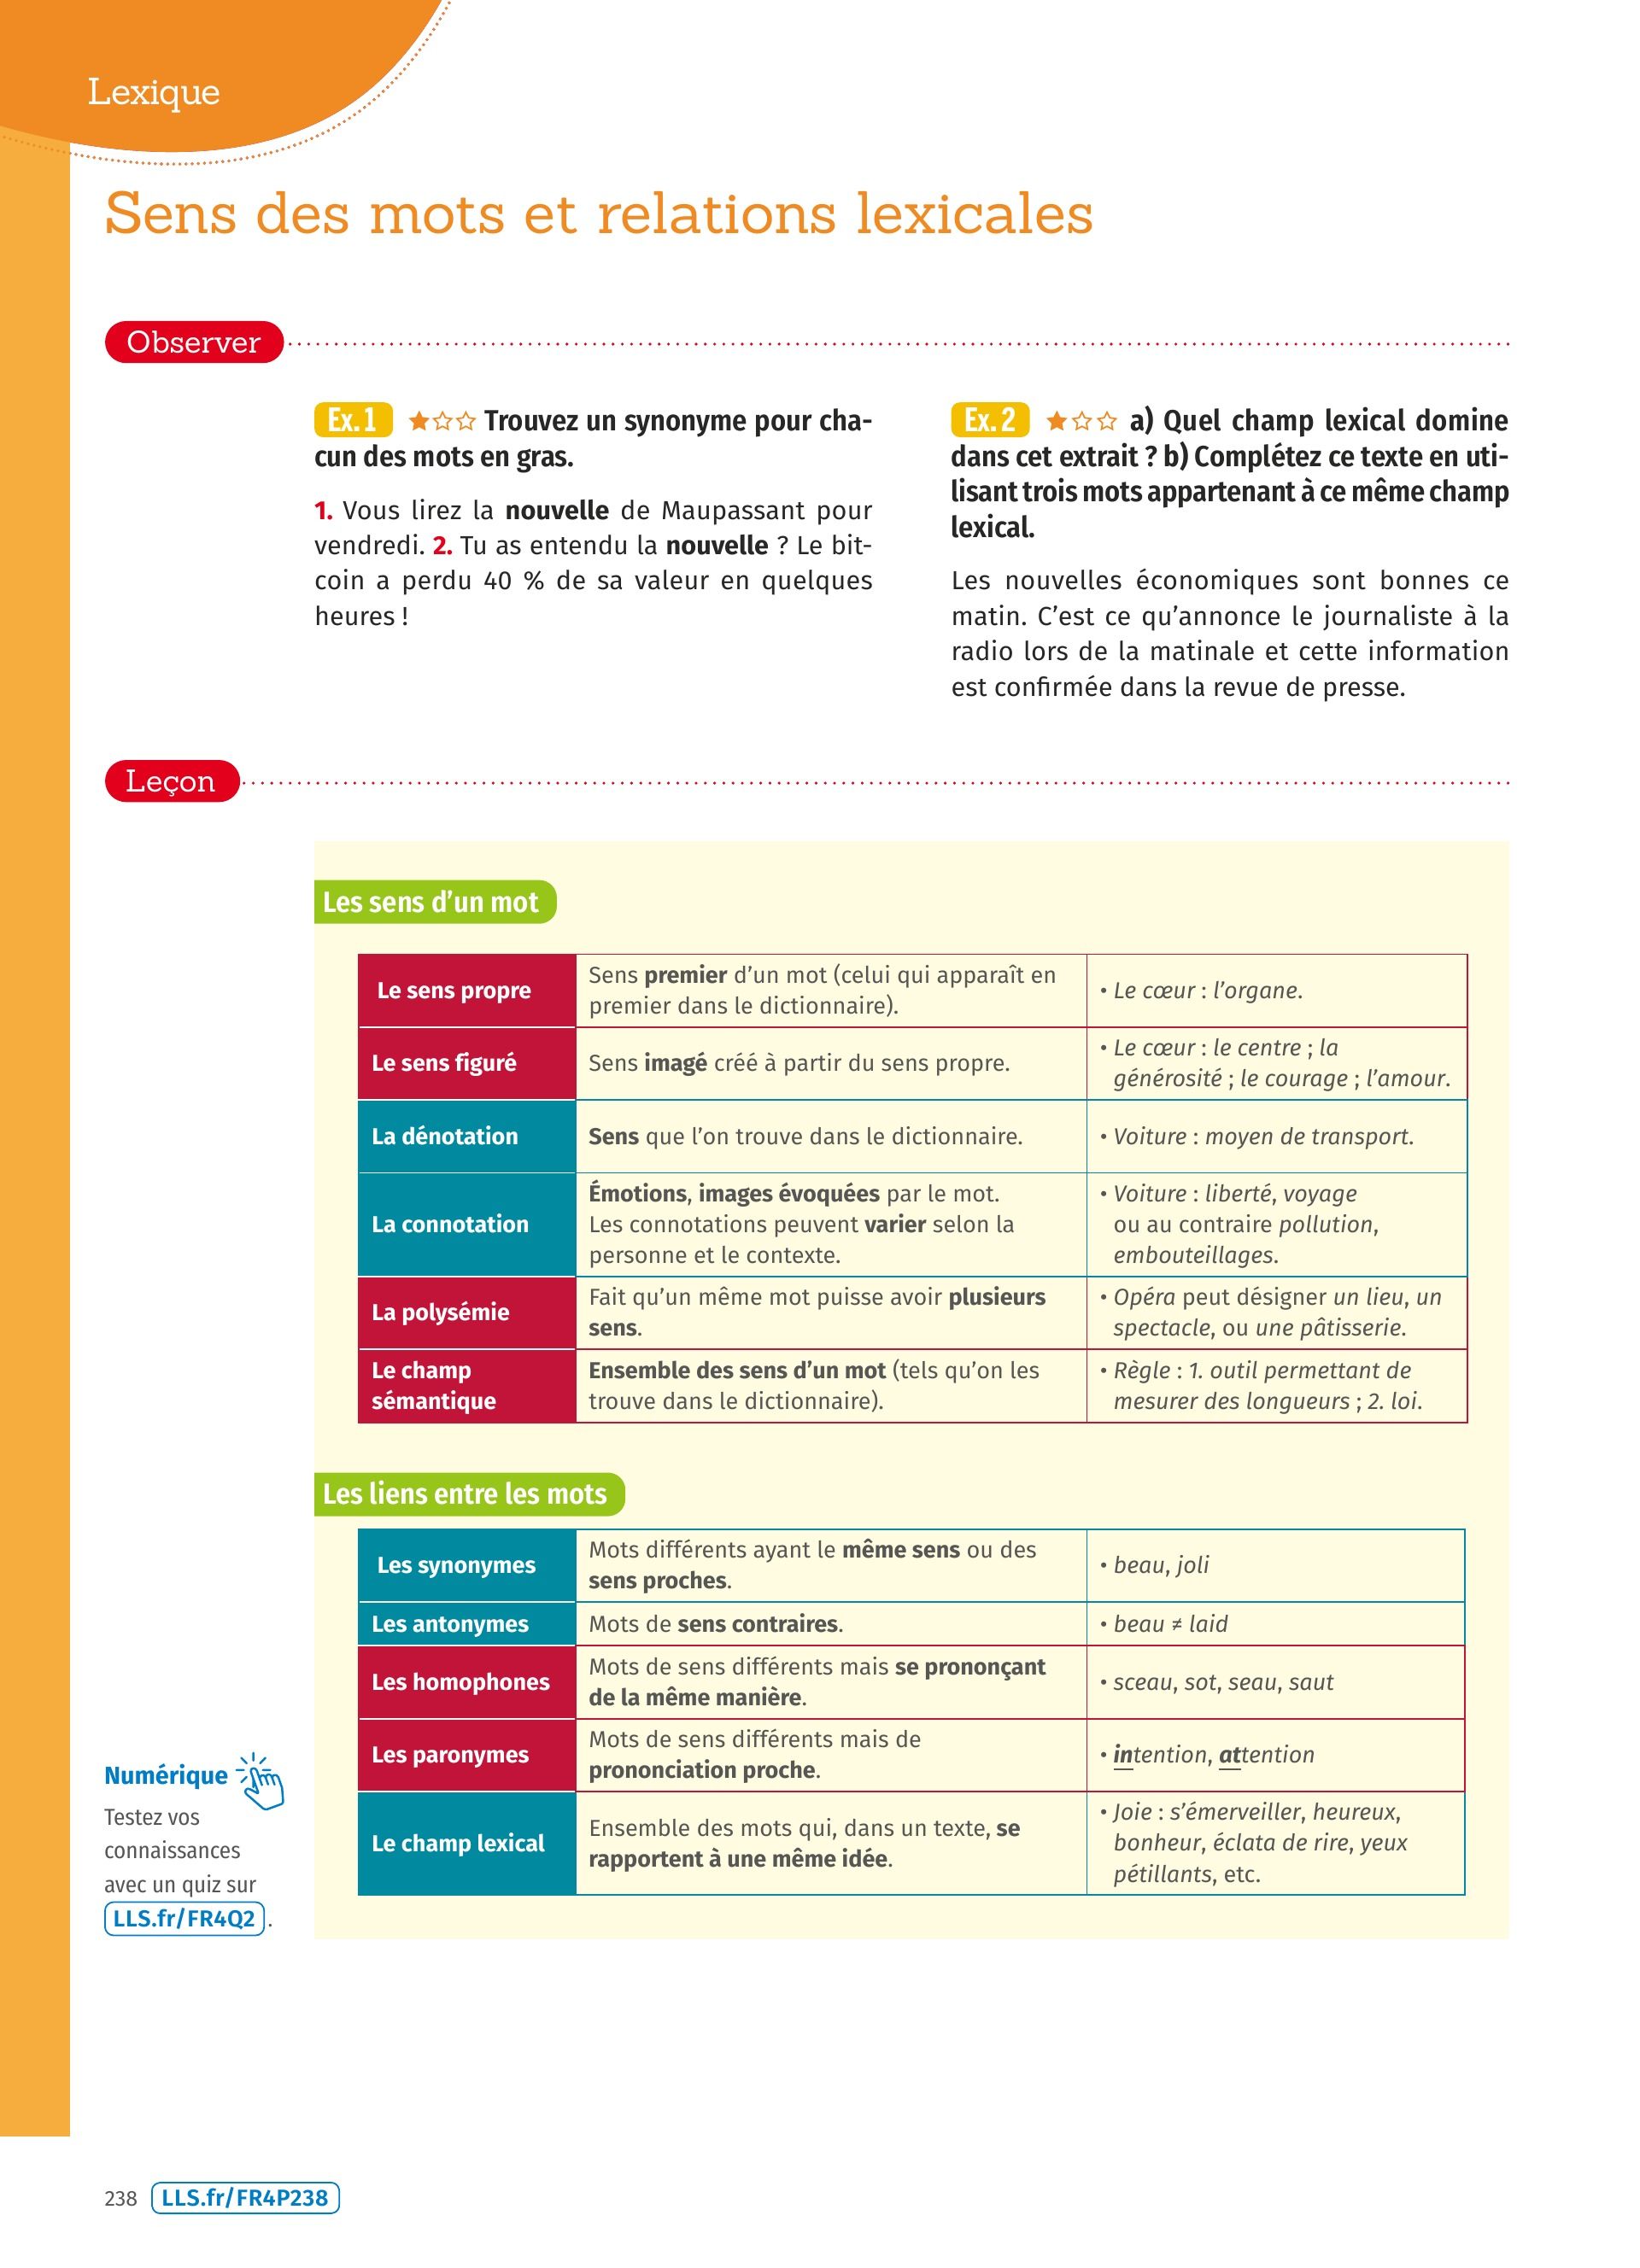 Lexique
Sens des mots et relations lexicales
Observer
Ex. 1 ★☆☆ Trouvez un synonyme pour cha-
cun des mots en gras.
1. Vous lirez la nouvelle de Maupassant pour
vendredi. 2. Tu as entendu la nouvelle ? Le bit-
coin a perdu 40 % de sa valeur en quelques
heures !
Ex. 2 ★☆☆ a) Quel champ lexical domine
dans cet extrait ? b) Complétez ce texte en uti-
lisant trois mots appartenant à ce même champ
lexical.
Les nouvelles économiques sont bonnes ce
matin. C’est ce qu’annonce le journaliste à la
radio lors de la matinale et cette information
est confirmée dans la revue de presse.
Leçon
Les sens d’un mot
Le sens propre
Sens premier d’un mot (celui qui apparaît en
premier dans le dictionnaire).
• Le cœur : l’organe.
Le sens figuré
Sens imagé créé à partir du sens propre.
• Le cœur : le centre ; la
générosité ; le courage ; l’amour.
La dénotation
Sens que l’on trouve dans le dictionnaire.
• Voiture : moyen de transport.
La connotation
Émotions, images évoquées par le mot.
Les connotations peuvent varier selon la
personne et le contexte.
• Voiture : liberté, voyage
ou au contraire pollution,
embouteillages.
La polysémie
Fait qu’un même mot puisse avoir plusieurs
sens.
• Opéra peut désigner un lieu, un
spectacle, ou une pâtisserie.
Le champ
sémantique
Ensemble des sens d’un mot (tels qu’on les
trouve dans le dictionnaire).
• Règle : 1. outil permettant de
mesurer des longueurs ; 2. loi.
Les liens entre les mots
Les synonymes
Mots différents ayant le même sens ou des
sens proches.
• beau, joli
Les antonymes
Mots de sens contraires.
• beau ≠ laid
Les homophones
Mots de sens différents mais se prononçant
de la même manière.
• sceau, sot, seau, saut
Les paronymes
Mots de sens différents mais de
prononciation proche.
• intention, attention
Le champ lexical
Ensemble des mots qui, dans un texte, se
rapportent à une même idée.
• Joie : s’émerveiller, heureux,
bonheur, éclata de rire, yeux
pétillants, etc.
Numérique
Testez vos
connaissances
avec un quiz sur
LLS.fr/FR4Q2 .
238 LLS.fr/FR4P238